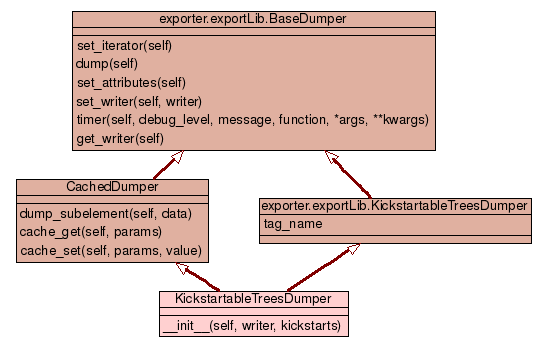 exporter.exportLib.BaseDumper
set_iterator(self)
dump(self)
set_attributes(self)
set_writer(self, writer)
timer(self, debug_level, message, function, *args, **kwargs)
get_writer(self)
CachedDumper
dump_subelement(self, data)
cache_get(self, params)
cache_set(self, params, value)
exporter.exportLib.KickstartableTreesDumper
tag_name
KickstartableTreesDumper
__init__(self, writer, kickstarts)